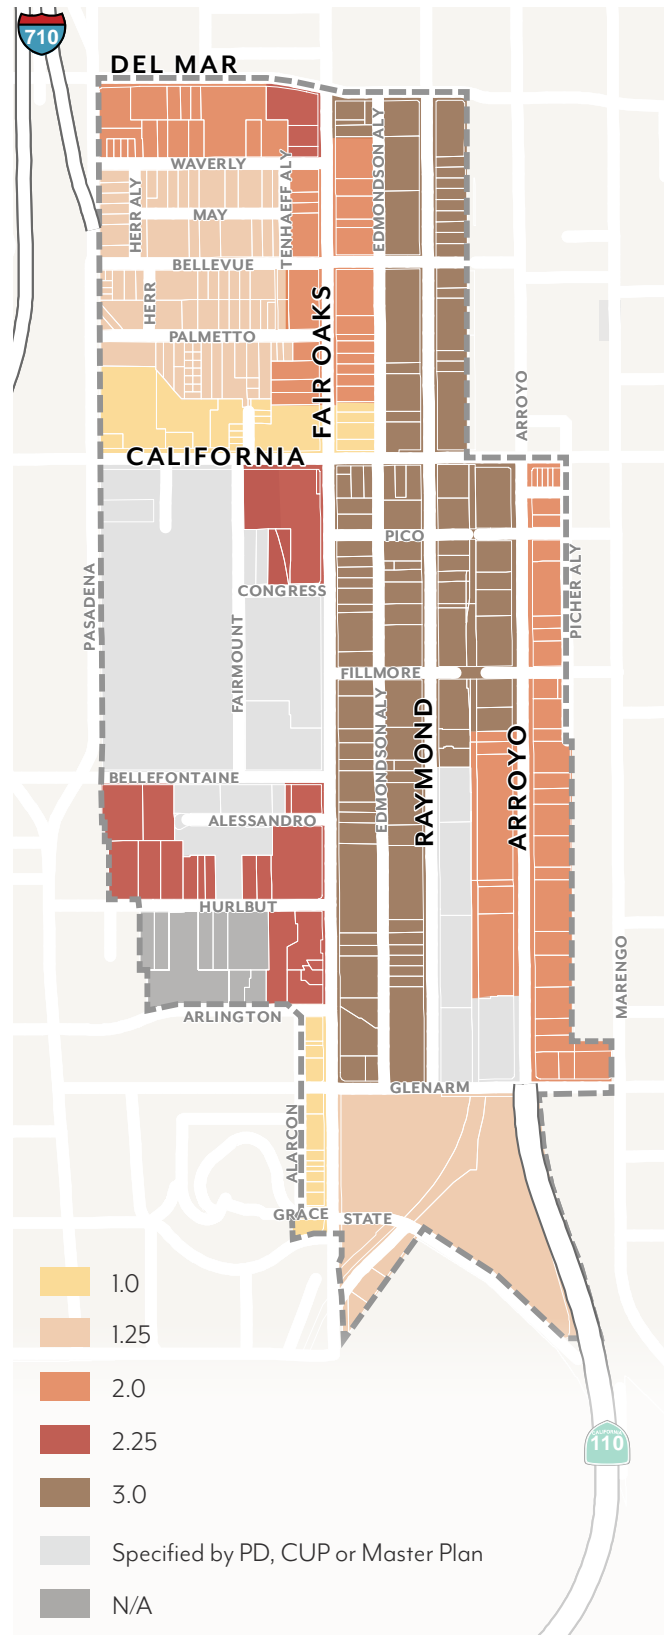 710
DEL MAR
WAVERLY
HERR ALY
MAY
TENHAEFF ALY
EDMONDSON ALY
BELLEVUE
HERR
PALMETTO
FAIR OAKS
ARROYO
CALIFORNIA
PICO
PASADENA
CONGRESS
PICHER ALY
FAIRMOUNT
FILLMORE
EDMONDSON ALY
RAYMOND
ARROYO
BELLEFONTAINE
ALESSANDRO
HURLBUT
MARENGO
ARLINGTON
GLENARM
ALARCON
GRACE
STATE
1.0
1.25
2.0
2.25
CALIFORNIA
110
3.0
Specified by PD, CUP or Master Plan
N/A